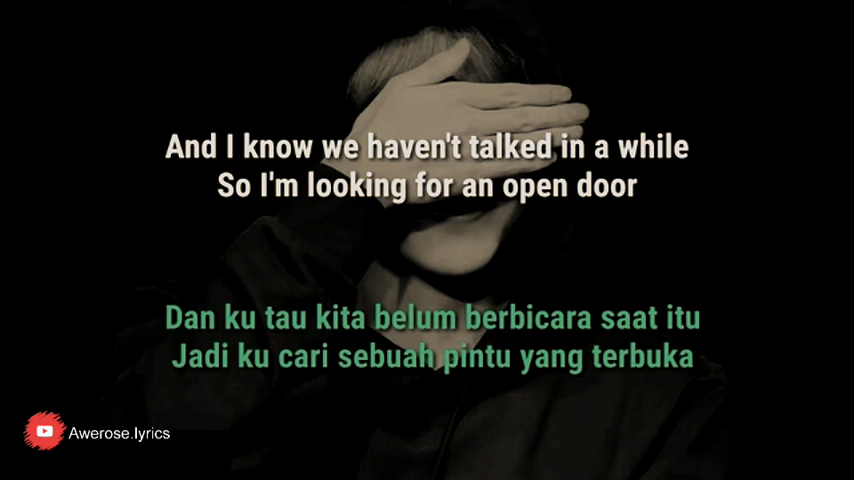 And I know we haven't talked in a while
So I'm looking for an open door
Dan ku tau kita belum berbicara saat itu
Jadi ku cari sebuah pintu yang terbuka
Awerose.lyrics